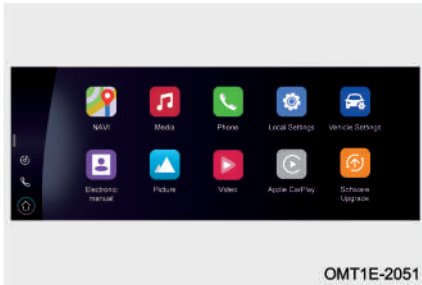 NAVI
Media
Phone
Local Settings
Vehicle Settings
Electronic
manual
Picture
Video
Apple CarPlay
Software
Upgrade
OMT1E-2051